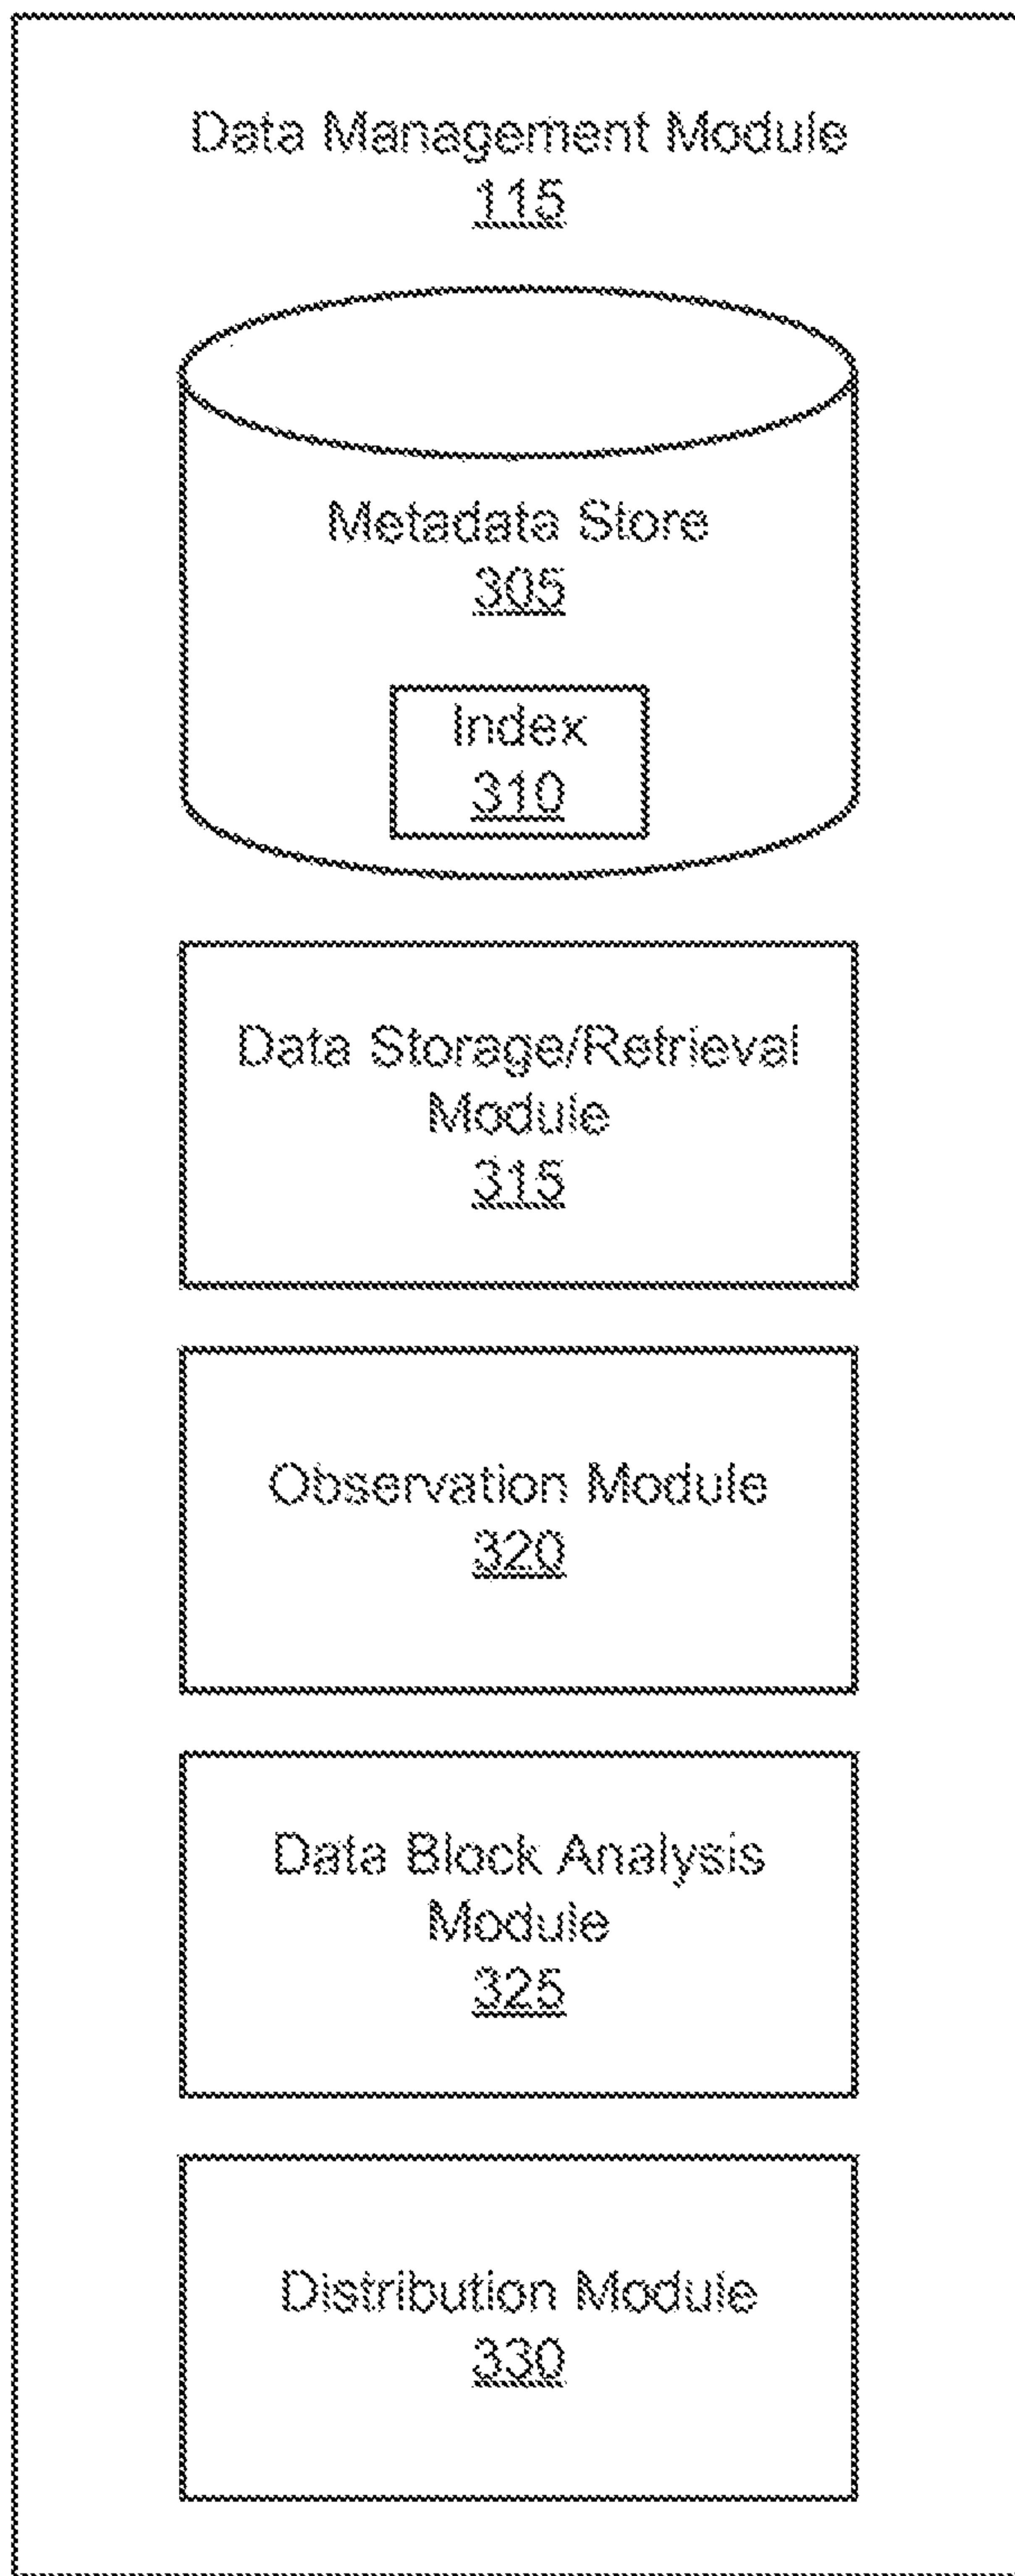 Data Management Module
115
Metadata Store
305
Index
310
Data Storage/Retrieval
Module
315
Observation Module
320
Data Block Analysis
Module
325
Distribution Module
330